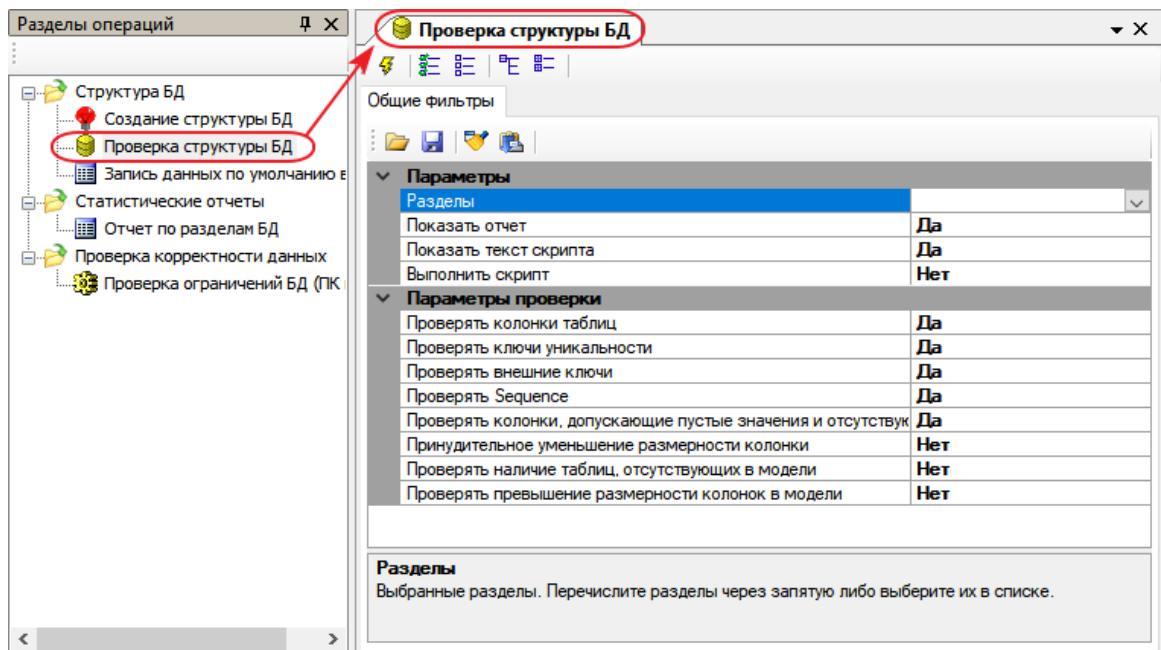 Разделы операций
Структура БД
Создание структуры БД
Проверка структуры БД
Запись данных по умолчанию в
Статистические отчеты
Отчет по разделам БД
Проверка корректности данных
Проверка ограничений БД (ПК
Проверка структуры БД
Общие фильтры
Параметры
Разделы
Показать отчет Да
Показать текст скрипта Да
Выполнить скрипт Нет
Параметры проверки
Проверять колонки таблиц Да
Проверять ключи уникальности Да
Проверять внешние ключи Да
Проверять Sequence Да
Проверять колонки, допускающие пустые значения и отсутствук Да
Принудительное уменьшение размерности колонки Нет
Проверять наличие таблиц, отсутствующих в модели Нет
Проверять превышение размерности колонок в модели Нет
Разделы
Выбранные разделы. Перечислите разделы через запятую либо выберите их в списке.